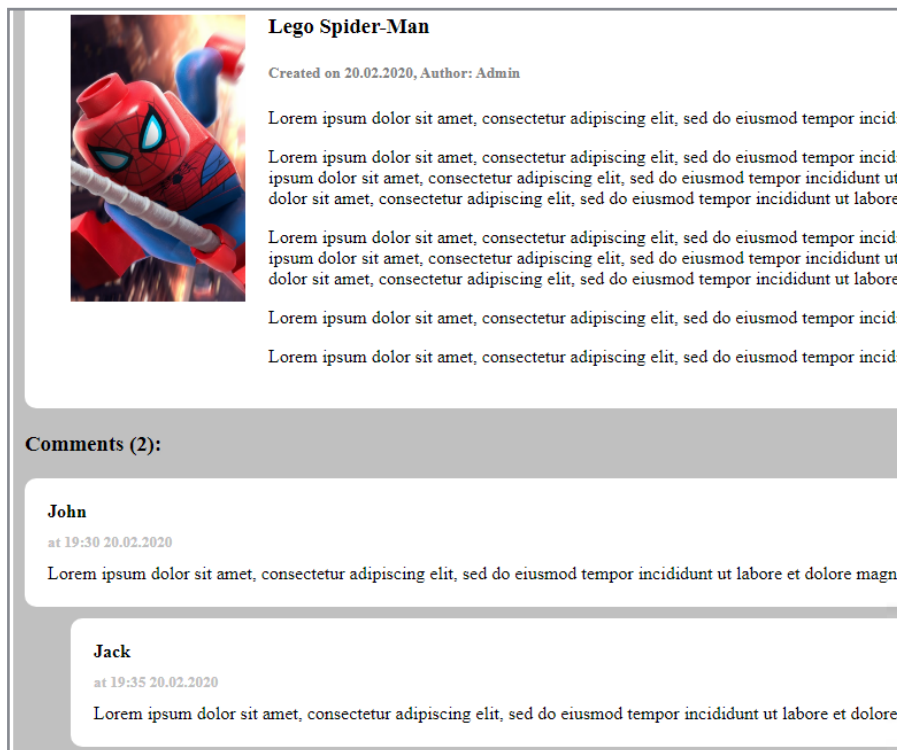 Lego Spider-Man
Created on 20.02.2020, Author: Admin
Lorem ipsum dolor sit amet, consectetur adipiscing elit, sed do eiusmod tempor incid
Lorem ipsum dolor sit amet, consectetur adipiscing elit, sed do eiusmod tempor incid
ipsum dolor sit amet, consectetur adipiscing elit, sed do eiusmod tempor incididunt ut
dolor sit amet, consectetur adipiscing elit, sed do eiusmod tempor incididunt ut labore
Lorem ipsum dolor sit amet, consectetur adipiscing elit, sed do eiusmod tempor incid
ipsum dolor sit amet, consectetur adipiscing elit, sed do eiusmod tempor incididunt ut
dolor sit amet, consectetur adipiscing elit, sed do eiusmod tempor incididunt ut labore
Lorem ipsum dolor sit amet, consectetur adipiscing elit, sed do eiusmod tempor incid
Lorem ipsum dolor sit amet, consectetur adipiscing elit, sed do eiusmod tempor incid
Comments (2):
John
at 19:30 20.02.2020
Lorem ipsum dolor sit amet, consectetur adipiscing elit, sed do eiusmod tempor incididunt ut labore et dolore magn
Jack
at 19:35 20.02.2020
Lorem ipsum dolor sit amet, consectetur adipiscing elit, sed do eiusmod tempor incididunt ut labore et dolore